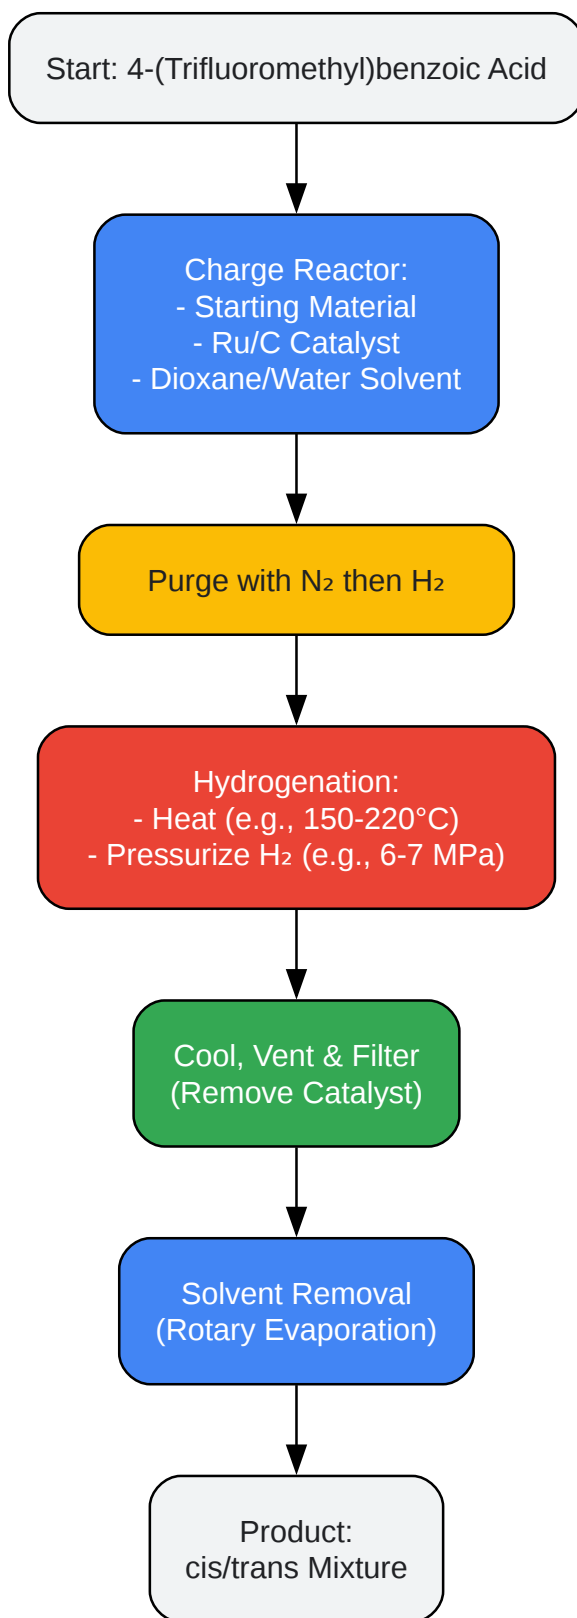 Start: 4-(Trifluoromethyl)benzoic Acid
Charge Reactor:
- Starting Material
- Ru/C Catalyst
- Dioxane/Water Solvent
Purge with N₂ then H₂
Hydrogenation:
- Heat (e.g., 150-220°C)
- Pressurize H₂ (e.g., 6-7 MPa)
Cool, Vent & Filter
(Remove Catalyst)
Solvent Removal
(Rotary Evaporation)
Product:
cis/trans Mixture